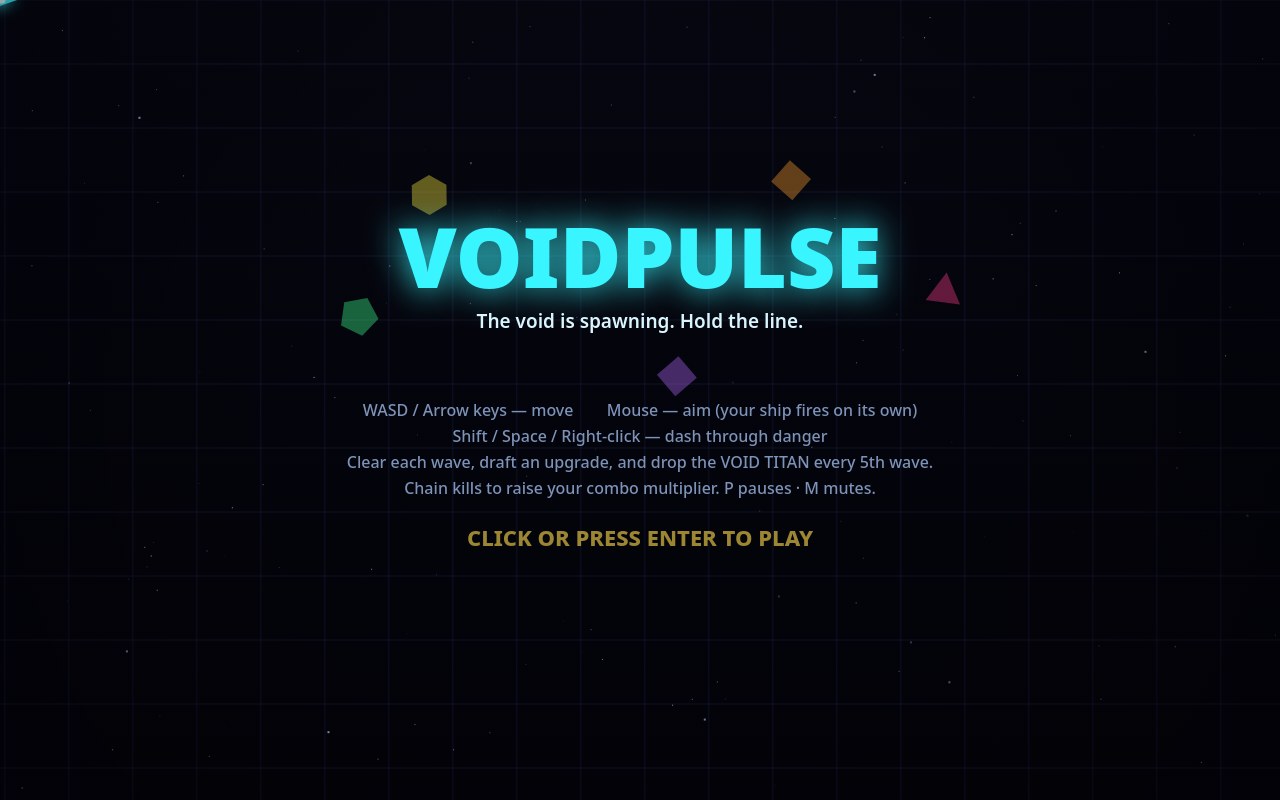 VOIDPULSE
The void is spawning. Hold the line.
WASD / Arrow keys — move Mouse — aim (your ship fires on its own)
Shift / Space / Right-click — dash through danger
Clear each wave, draft an upgrade, and drop the VOID TITAN every 5th wave.
Chain kills to raise your combo multiplier. P pauses · M mutes.
CLICK OR PRESS ENTER TO PLAY